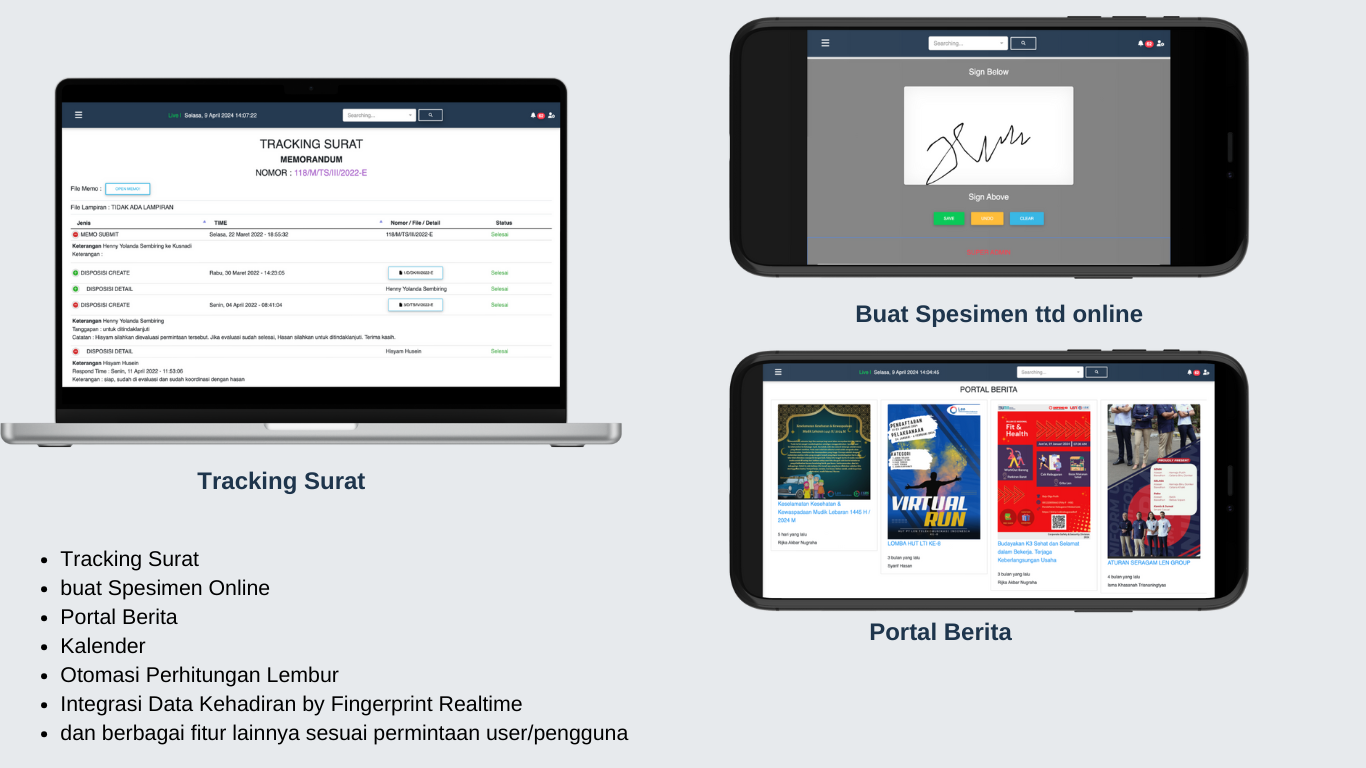 Live ! Selasa, 9 April 2024 14:07:22
Searching...
TRACKING SURAT
MEMORANDUM
NOMOR : 118/M/TS/III/2022-E
File Memo : OPEN MEMO
File Lampiran : TIDAK ADA LAMPIRAN
Jenis TIME Nomor / File / Detail Status
MEMO SUBMIT Selasa, 22 Maret 2022 - 18:55:32 118/M/TS/III/2022-E Selesai
Keterangan Henny Yolanda Sembiring ke Kusnadi
Keterangan :
DISPOSISI CREATE Rabu, 30 Maret 2022 - 14:23:05 Selesai
DISPOSISI DETAIL Henny Yolanda Sembiring Selesai
DISPOSISI CREATE Senin, 04 April 2022 - 08:41:04 Selesai
Keterangan Henny Yolanda Sembiring
Tanggapan : untuk ditindaklanjuti
Catatan : Hisyam silahkan dievaluasi permintaan tersebut. Jika evaluasi sudah selesai, Hasan silahkan untuk ditindaklanjuti. Terima kasih.
DISPOSISI DETAIL Hisyam Husein Selesai
Keterangan Hisyam Husein
Respond Time : Senin, 11 April 2022 - 11:53:06
Keterangan : siap, sudah di evaluasi dan sudah koordinasi dengan hasan
Tracking Surat
Tracking Surat
buat Spesimen Online
Portal Berita
Kalender
Otomasi Perhitungan Lembur
Integrasi Data Kehadiran by Fingerprint Realtime
dan berbagai fitur lainnya sesuai permintaan user/pengguna
Searching...
Sign Below
Sign Above
SAVE UNDO CLEAR
Buat Spesimen ttd online
Live ! Selasa, 9 April 2024 14:04:45
Searching...
PORTAL BERITA
Keselamatan Kesehatan &
Kewaspadaan Mudik Lebaran 1445 H /
2024 M
5 hari yang lalu
Rijks Akbar Nugraha
Len
PENDAFTARAN
PELAKSANAAN
KATEGORI
VIRTUAL
RUN
LOMBA HUT LTI KE-6
3 bulan yang lalu
Syarif Hasan
Fit &
Health
Budayakan K3 Sehat dan Selamat
dalam Bekerja, Terjaga
Keberlangsungan Usaha
3 bulan yang lalu
Rijks Akbar Nugraha
ATURAN SERAGAM LEN GROUP
4 bulan yang lalu
Isma Khasanah Trisnaningtyas
Portal Berita